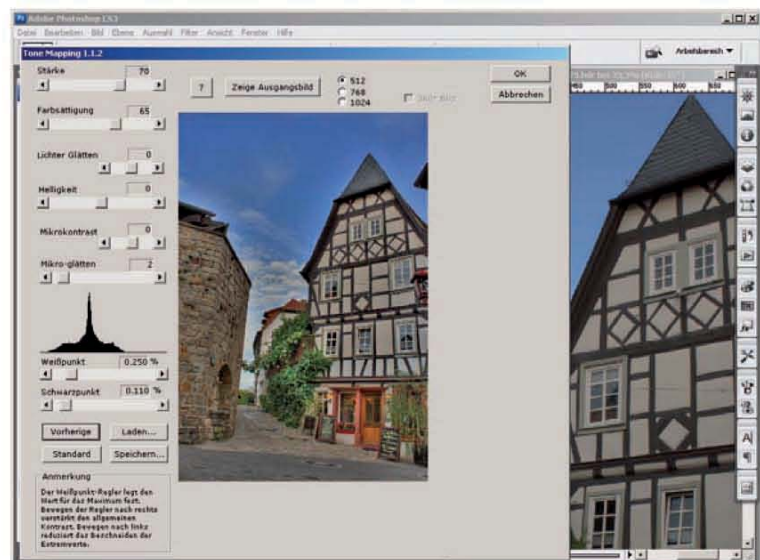 Adobe Photoshop CS3
Datei Bearbeiten Bild Ebene Auswahl Filter Ansicht Fenster Hilfe
Arbeitsbereich
Tone Mapping 1.1.2
Stärke 70
? Zeige Ausgangsbild
512
768
1024
OK
Abbrechen
Farbsättigung 65
Lichter Glätten 0
Helligkeit 0
Mikrokontrast 0
Mikro-glätten 2
Weißpunkt 0.250 %
Schwarzpunkt 0.110 %
Vorherige Laden...
Standard Speichern...
Anmerkung
Der Weißpunkt-Regler legt den
Wert für das Maximum fest.
Bewegen der Regler nach rechts
verstärkt den allgemeinen
Kontrast. Bewegen nach links
reduziert das Beschneiden der
Extremwerte.
500 550 600 650